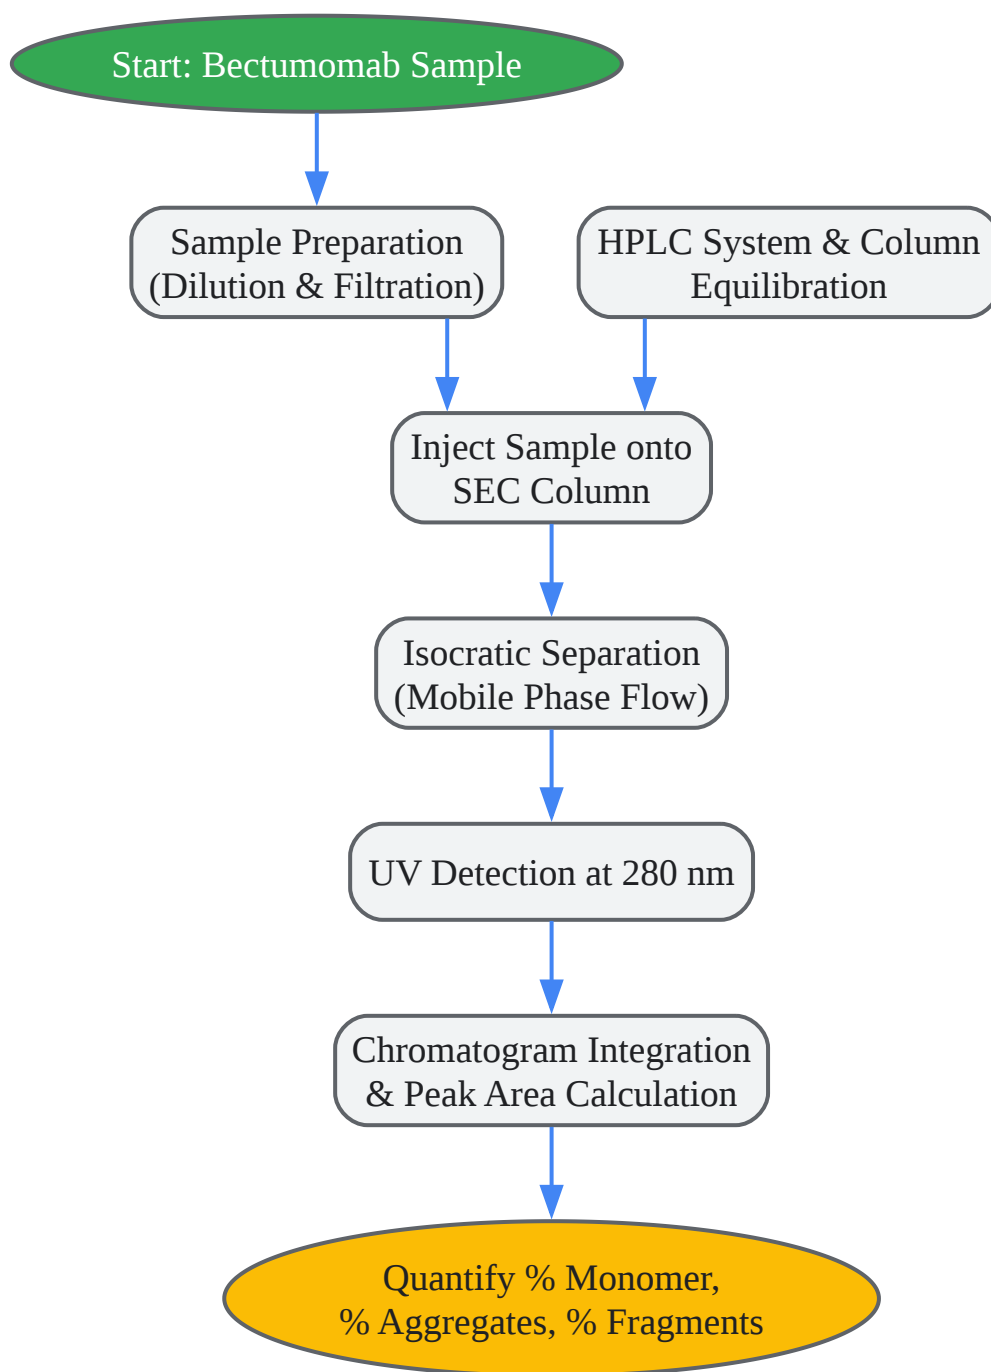 Start: Bectumomab Sample
Sample Preparation
(Dilution & Filtration)
HPLC System & Column
Equilibration
Inject Sample onto
SEC Column
Isocratic Separation
(Mobile Phase Flow)
UV Detection at 280 nm
Chromatogram Integration
& Peak Area Calculation
Quantify % Monomer,
% Aggregates, % Fragments